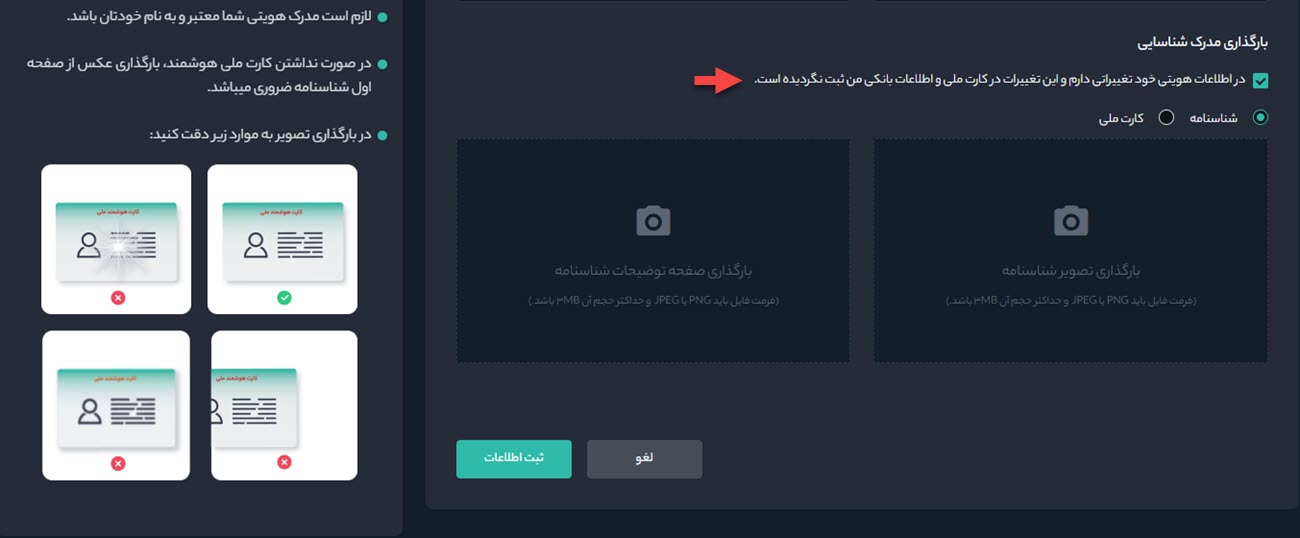 بارگذاری مدرک شناسایی
در اطلاعات هویتی خود تغییراتی دارم و این تغییرات در کارت ملی و اطلاعات بانکی من ثبت نگردیده است.
شناسنامه
کارت ملی
بارگذاری تصویر شناسنامه
(فرمت فایل باید PNG یا JPEG و حداکثر حجم آن ۳MB باشد.)
بارگذاری صفحه توضیحات شناسنامه
(فرمت فایل باید PNG یا JPEG و حداکثر حجم آن ۳MB باشد.)
لغو
ثبت اطلاعات
لازم است مدرک هویتی شما معتبر و به نام خودتان باشد.
در صورت نداشتن کارت ملی هوشمند، بارگذاری عکس از صفحه
اول شناسنامه ضروری میباشد.
در بارگذاری تصویر به موارد زیر دقت کنید:
کارت هوشمند ملی
کارت هوشمند ملی
کارت هوشمند ملی
کارت هوشمند ملی